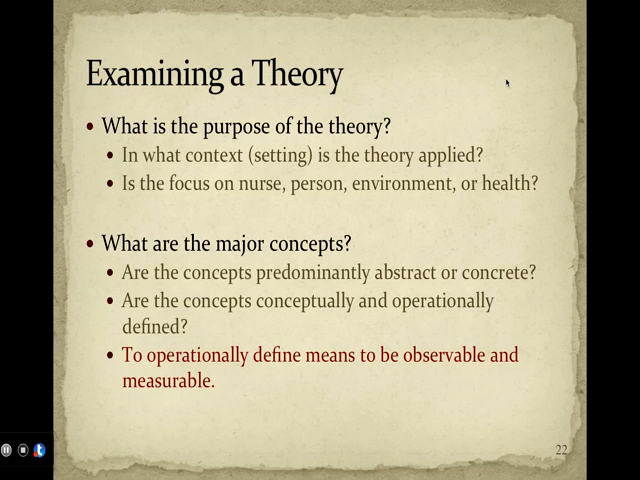 Examining a Theory
• What is the purpose of the theory?
• In what context (setting) is the theory applied?
• Is the focus on nurse, person, environment, or health?
• What are the major concepts?
• Are the concepts predominantly abstract or concrete?
• Are the concepts conceptually and operationally
defined?
• To operationally define means to be observable and
measurable.
22